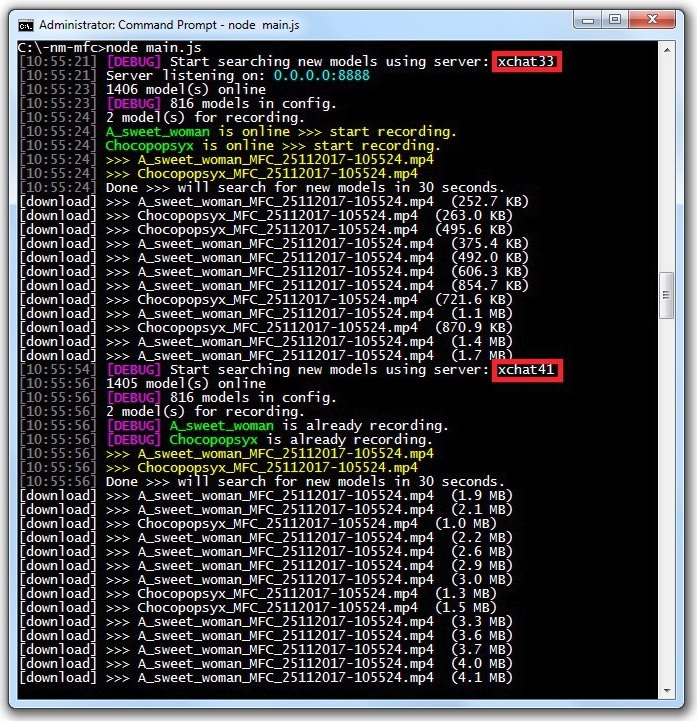 Administrator: Command Prompt - node  main.js
C:\-nm-mfc>node main.js
[10:55:21] [DEBUG] Start searching new models using server: xchat33
[10:55:21] Server listening on: 0.0.0.0:8888
[10:55:23] 1406 model(s) online
[10:55:23] [DEBUG] 816 models in config.
[10:55:24] 2 model(s) for recording.
[10:55:24] A_sweet_woman is online >>> start recording.
[10:55:24] Chocopopsyx is online >>> start recording.
[10:55:24] >>> A_sweet_woman_MFC_25112017-105524.mp4
[10:55:24] >>> Chocopopsyx_MFC_25112017-105524.mp4
[10:55:24] Done >>> will search for new models in 30 seconds.
[download] >>> A_sweet_woman_MFC_25112017-105524.mp4  (252.7 KB)
[download] >>> Chocopopsyx_MFC_25112017-105524.mp4  (263.0 KB)
[download] >>> Chocopopsyx_MFC_25112017-105524.mp4  (495.6 KB)
[download] >>> A_sweet_woman_MFC_25112017-105524.mp4  (375.4 KB)
[download] >>> A_sweet_woman_MFC_25112017-105524.mp4  (492.0 KB)
[download] >>> A_sweet_woman_MFC_25112017-105524.mp4  (606.3 KB)
[download] >>> A_sweet_woman_MFC_25112017-105524.mp4  (854.7 KB)
[download] >>> Chocopopsyx_MFC_25112017-105524.mp4  (721.6 KB)
[download] >>> A_sweet_woman_MFC_25112017-105524.mp4  (1.1 MB)
[download] >>> Chocopopsyx_MFC_25112017-105524.mp4  (870.9 KB)
[download] >>> A_sweet_woman_MFC_25112017-105524.mp4  (1.4 MB)
[download] >>> A_sweet_woman_MFC_25112017-105524.mp4  (1.7 MB)
[10:55:54] [DEBUG] Start searching new models using server: xchat41
[10:55:56] 1405 model(s) online
[10:55:56] [DEBUG] 816 models in config.
[10:55:56] 2 model(s) for recording.
[10:55:56] [DEBUG] A_sweet_woman is already recording.
[10:55:56] [DEBUG] Chocopopsyx is already recording.
[10:55:56] >>> A_sweet_woman_MFC_25112017-105524.mp4
[10:55:56] >>> Chocopopsyx_MFC_25112017-105524.mp4
[10:55:56] Done >>> will search for new models in 30 seconds.
[download] >>> A_sweet_woman_MFC_25112017-105524.mp4  (1.9 MB)
[download] >>> A_sweet_woman_MFC_25112017-105524.mp4  (2.1 MB)
[download] >>> Chocopopsyx_MFC_25112017-105524.mp4  (1.0 MB)
[download] >>> A_sweet_woman_MFC_25112017-105524.mp4  (2.2 MB)
[download] >>> A_sweet_woman_MFC_25112017-105524.mp4  (2.6 MB)
[download] >>> A_sweet_woman_MFC_25112017-105524.mp4  (2.9 MB)
[download] >>> A_sweet_woman_MFC_25112017-105524.mp4  (3.0 MB)
[download] >>> Chocopopsyx_MFC_25112017-105524.mp4  (1.3 MB)
[download] >>> Chocopopsyx_MFC_25112017-105524.mp4  (1.5 MB)
[download] >>> A_sweet_woman_MFC_25112017-105524.mp4  (3.3 MB)
[download] >>> A_sweet_woman_MFC_25112017-105524.mp4  (3.6 MB)
[download] >>> A_sweet_woman_MFC_25112017-105524.mp4  (3.7 MB)
[download] >>> A_sweet_woman_MFC_25112017-105524.mp4  (4.0 MB)
[download] >>> A_sweet_woman_MFC_25112017-105524.mp4  (4.1 MB)